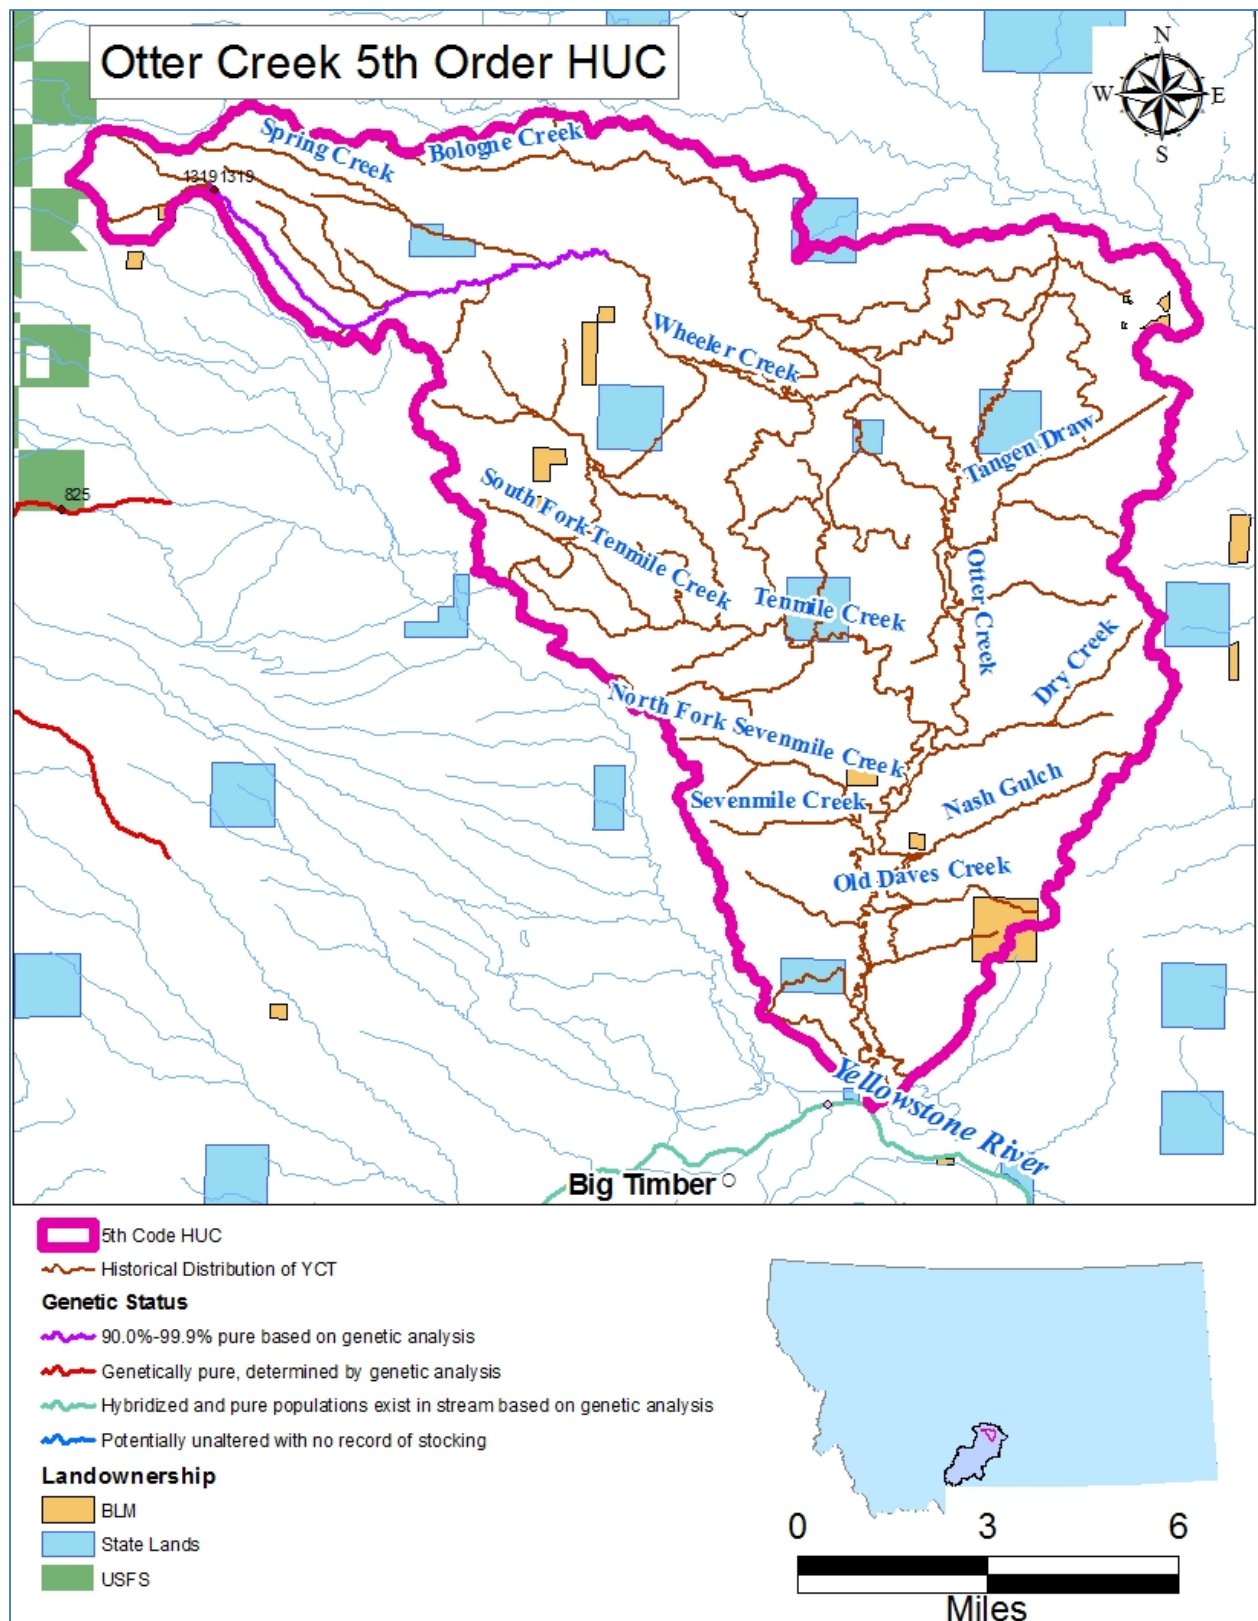 Otter Creek 5th Order HUC
N
W E
S
Spring Creek
Bologne Creek
13191319
Wheeler Creek
Tangen Draw
825
South Fork Tenmile Creek
Tenmile Creek
Otter Creek
Dry Creek
North Fork Sevenmile Creek
Sevenmile Creek
Nash Gulch
Old Daves Creek
Yellowstone River
Big Timber
5th Code HUC
Historical Distribution of YCT
Genetic Status
90.0%-99.9% pure based on genetic analysis
Genetically pure, determined by genetic analysis
Hybridized and pure populations exist in stream based on genetic analysis
Potentially unaltered with no record of stocking
Landownership
BLM
State Lands
USFS
0 3 6
Miles